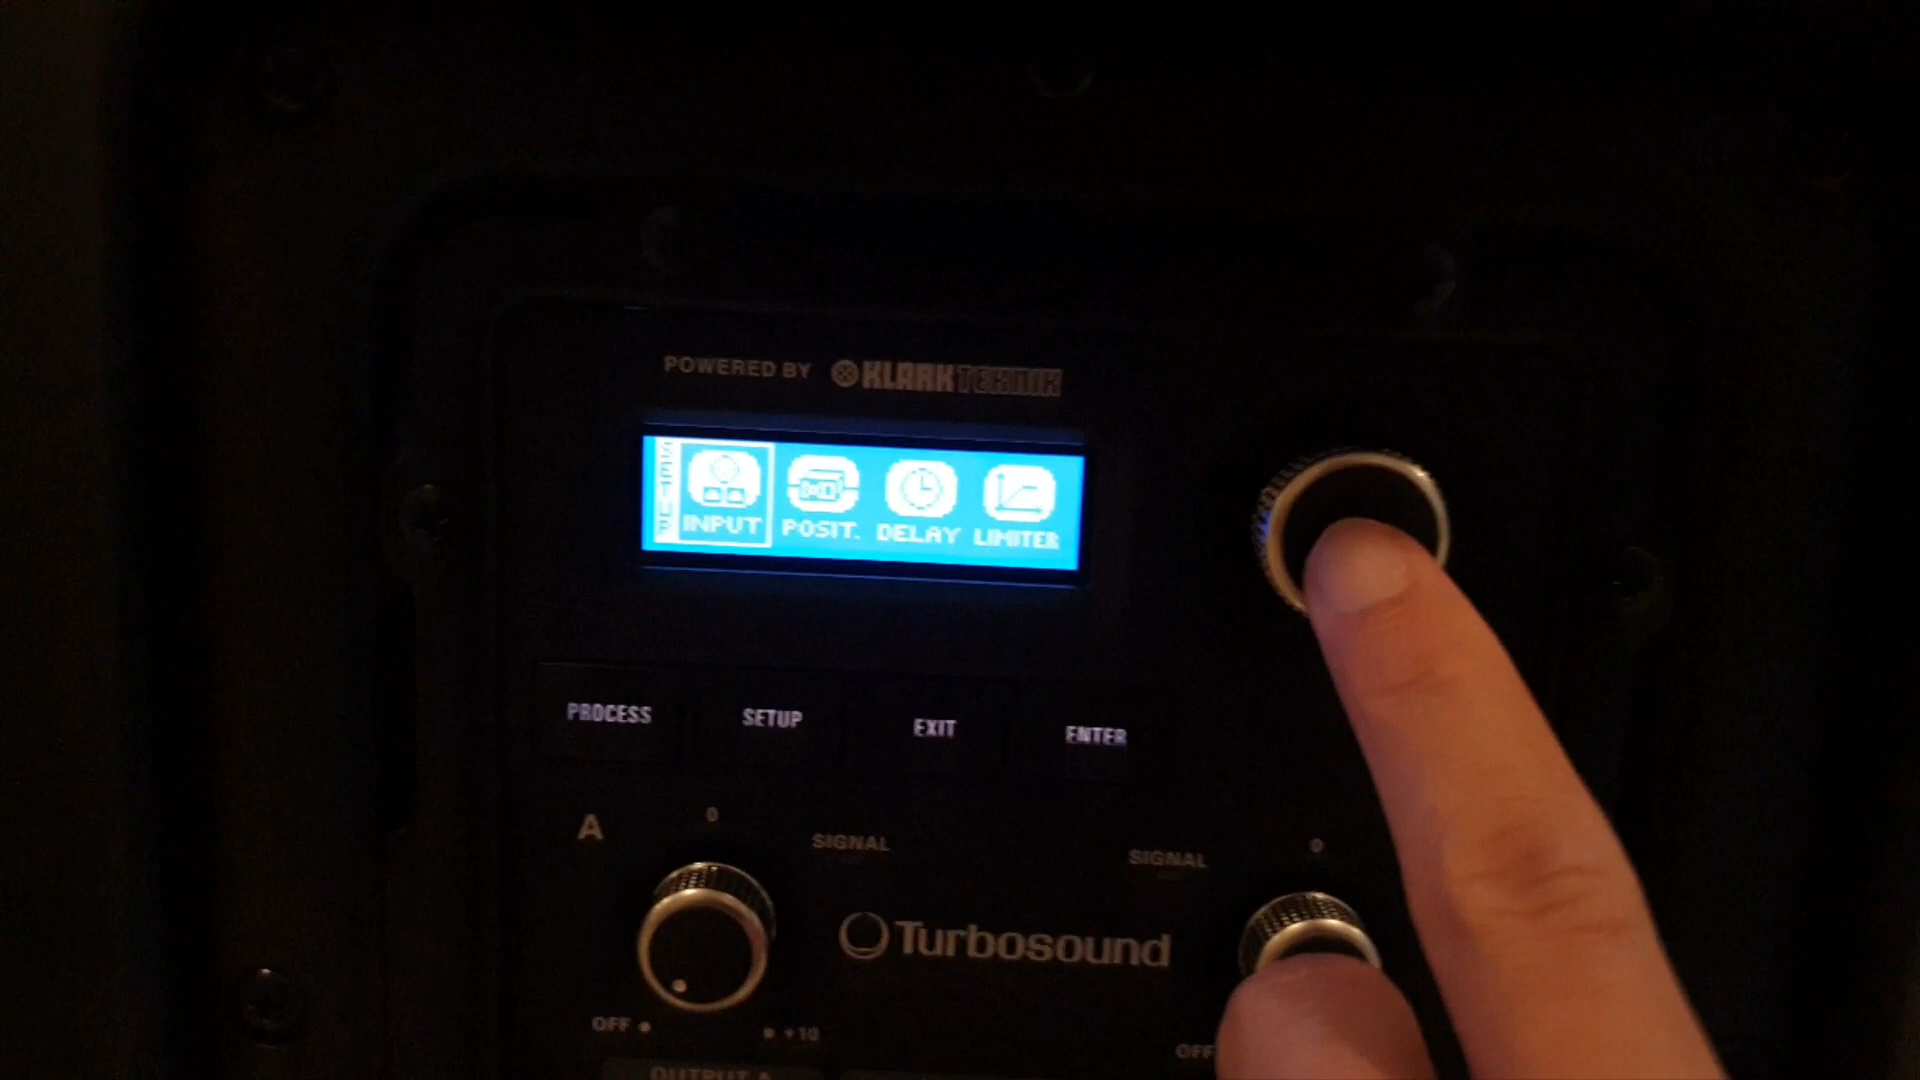 POWERED BY KLARK TEKNIK
SETUP
INPUT POSIT. DELAY LIMITER
PROCESS SETUP EXIT ENTER
A 0 SIGNAL SIGNAL 0
Turbosound
OFF +10 OFF
OUTPUT A